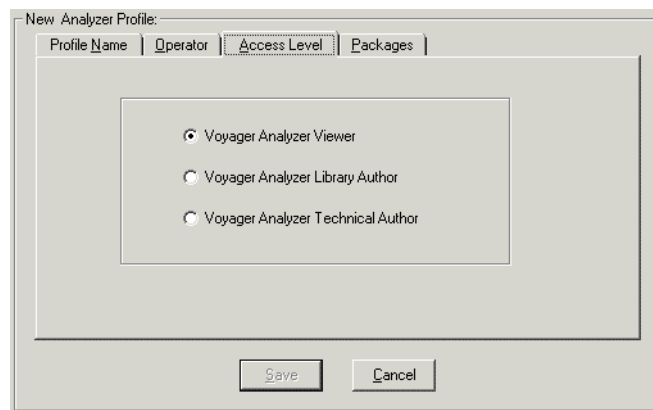 New Analyzer Profile:
Profile Name Operator Access Level Packages
Voyager Analyzer Viewer
Voyager Analyzer Library Author
Voyager Analyzer Technical Author
Save Cancel